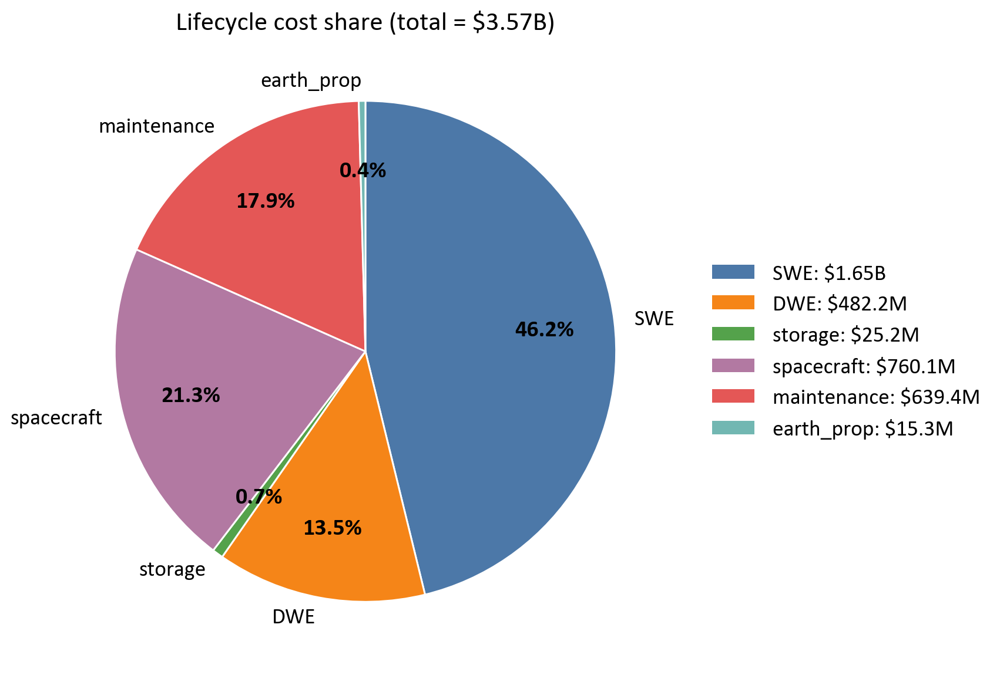 Lifecycle cost share (total = $3.57B)
earth_prop
maintenance
0.4%
17.9%
SWE
46.2%
21.3%
spacecraft
0.7%
13.5%
storage
DWE
SWE: $1.65B
DWE: $482.2M
storage: $25.2M
spacecraft: $760.1M
maintenance: $639.4M
earth_prop: $15.3M